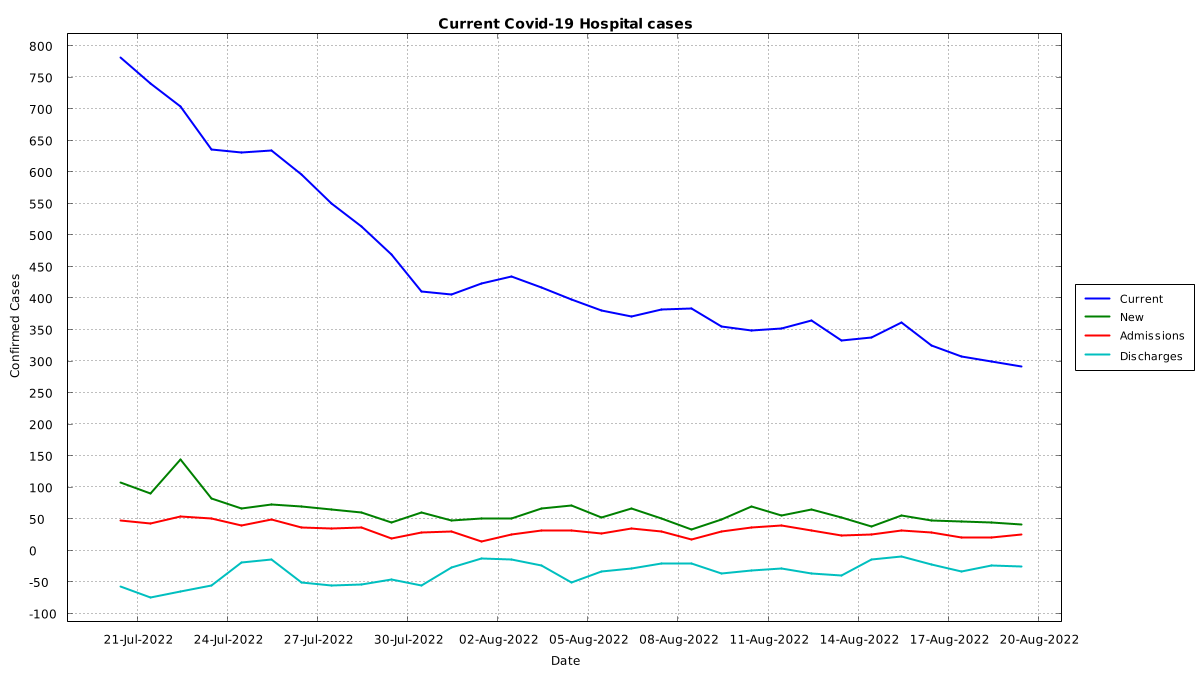 Current Covid-19 Hospital cases
800
750
700
650
600
550
500
450
400
350
300
250
200
150
100
50
0
-50
-100
Confirmed Cases
21-Jul-2022 24-Jul-2022 27-Jul-2022 30-Jul-2022 02-Aug-2022 05-Aug-2022 08-Aug-2022 11-Aug-2022 14-Aug-2022 17-Aug-2022 20-Aug-2022
Date
Current
New
Admissions
Discharges